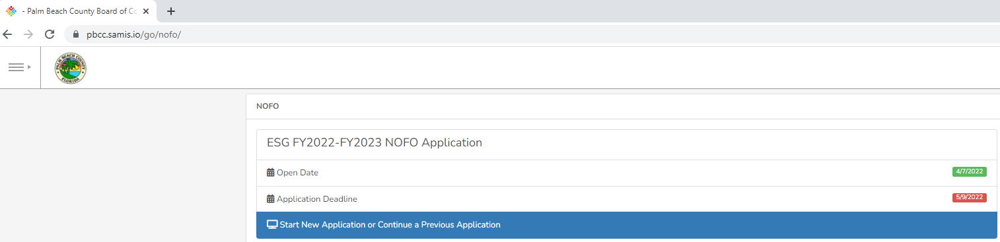 - Palm Beach County Board of Co
pbcc.samis.io/go/nofo/
PALM BEACH COUNTY
FLORIDA
NOFO
ESG FY2022-FY2023 NOFO Application
Open Date 4/7/2022
Application Deadline 5/9/2022
Start New Application or Continue a Previous Application